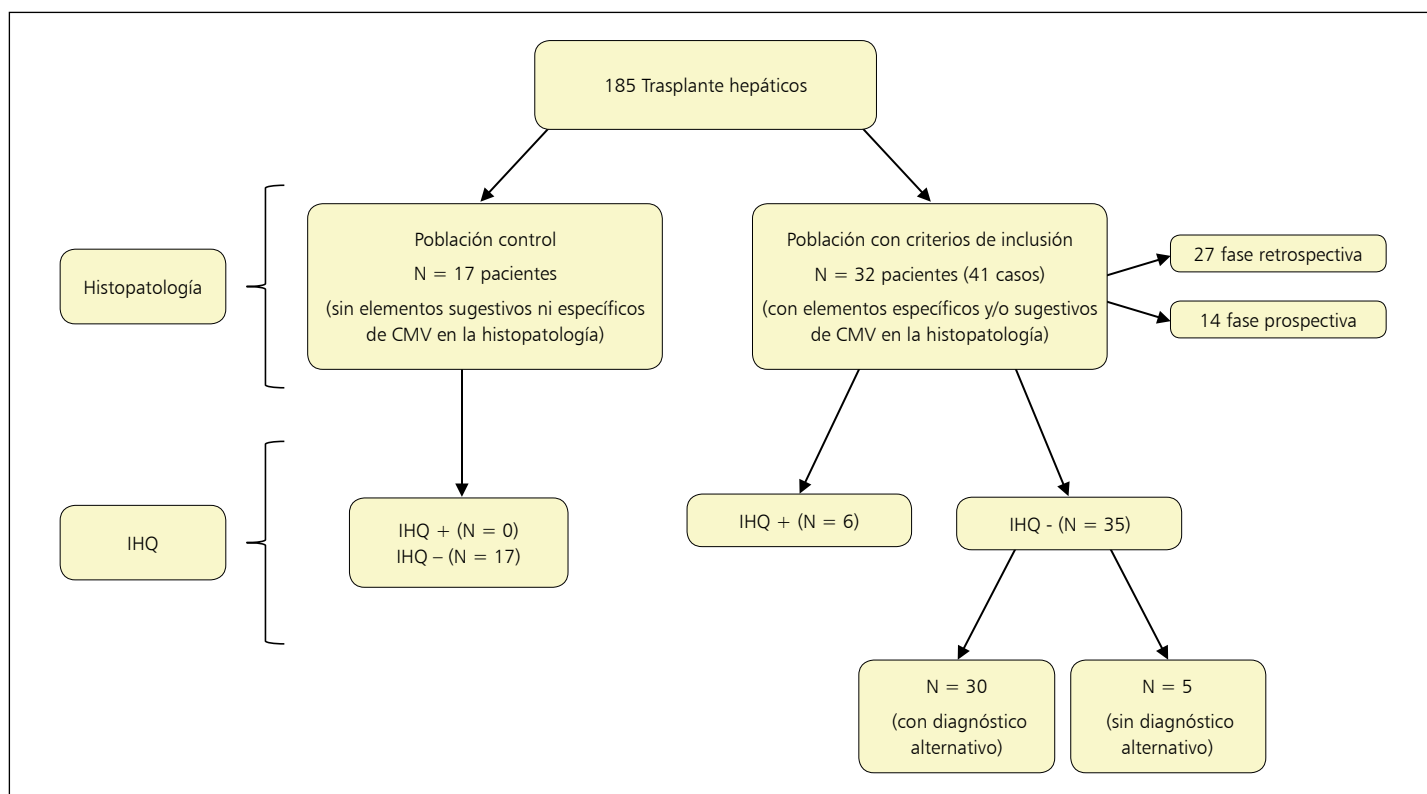 185 Trasplante hepáticos
Histopatología
Población control
N = 17 pacientes
(sin elementos sugestivos ni específicos
de CMV en la histopatología)
Población con criterios de inclusión
N = 32 pacientes (41 casos)
(con elementos específicos y/o sugestivos
de CMV en la histopatología)
27 fase retrospectiva
14 fase prospectiva
IHQ
IHQ + (N = 0)
IHQ – (N = 17)
IHQ + (N = 6)
IHQ - (N = 35)
N = 30
(con diagnóstico
alternativo)
N = 5
(sin diagnóstico
alternativo)